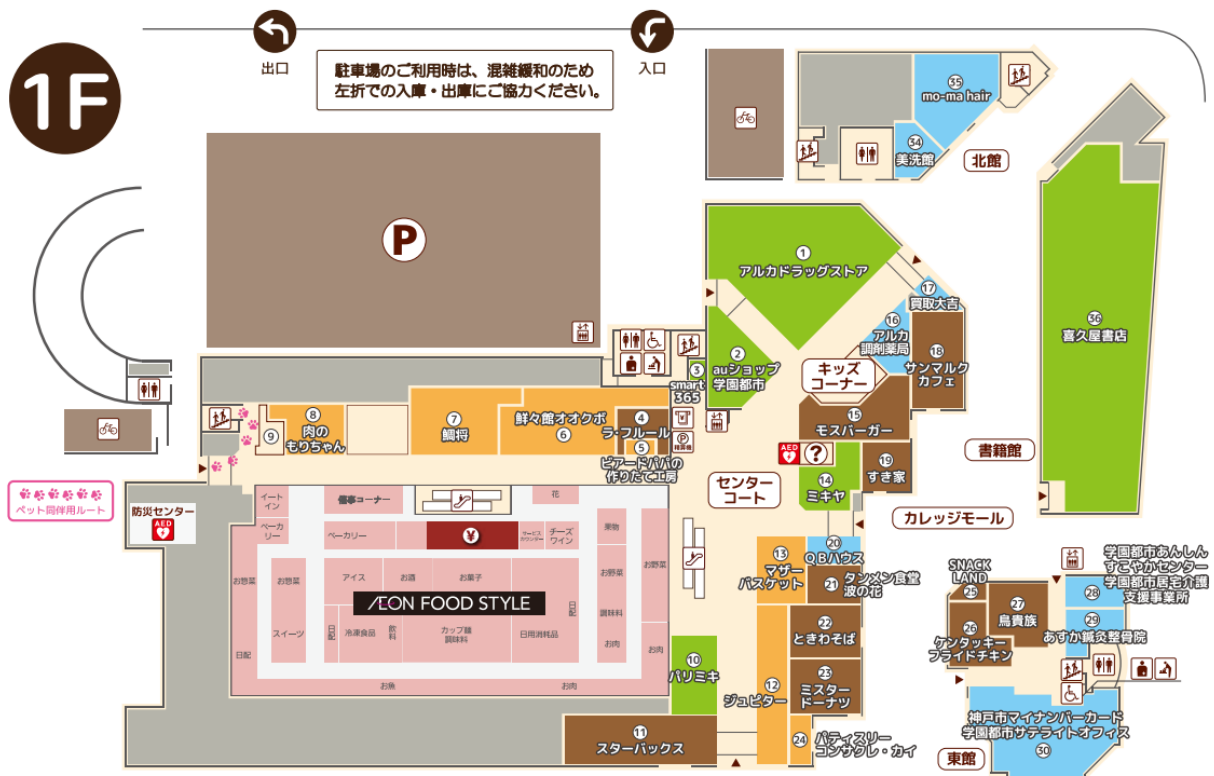 1F
出口
駐車場のご利用時は、混雑緩和のため
左折での入庫・出庫にご協力ください。
入口
35
mo-ma hair
34
美洗館
北館
P
1
アルカドラッグストア
17
買取大吉
16
アルカ
調剤薬局
18
サンマルク
カフェ
36
喜久屋書店
2
auショップ
学園都市
3
smart
365
キッズ
コーナー
15
モスバーガー
8
肉の
もりちゃん
9
7
鯛将
鮮々館オオクボ
6
4
ラ・フルール
5
ビアードパパの
作りたて工房
P
精算機
AED
?
14
ミキヤ
19
すき家
書籍館
センター
コート
カレッジモール
ペット同伴用ルート
防災センター
AED
イート
イン
催事コーナー
花
ベーカ
リー
ベーカリー
¥
サービス
カウンター
チーズ
ワイン
果物
お惣菜
お惣菜
アイス
お酒
お菓子
日配
お野菜
お野菜
ÆON FOOD STYLE
スイーツ
日配
冷凍食品
飲料
カップ麺
調味料
日用消耗品
調味料
お肉
お肉
日配
お魚
お肉
13
マザー
バスケット
20
QBハウス
21
タンメン食堂
波の花
22
ときわそば
23
ミスター
ドーナツ
12
ジュピター
10
パリミキ
11
スターバックス
24
パティスリー
コンサクレ・カイ
SNACK
LAND
25
26
ケンタッキー
フライドチキン
27
鳥貴族
28
学園都市あんしん
すこやかセンター
学園都市居宅介護
支援事業所
29
あすか鍼灸整骨院
神戸市マイナンバーカード
学園都市サテライトオフィス
30
東館